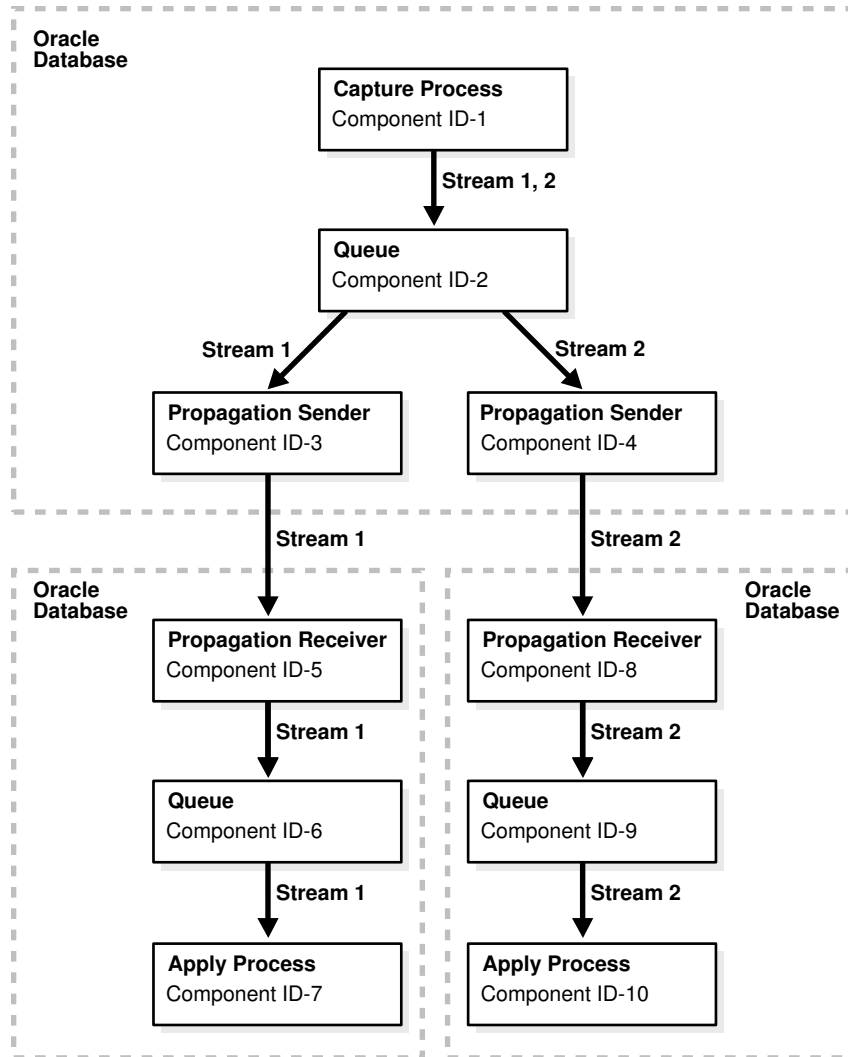 Oracle
Database
Capture Process
Component ID-1
Stream 1, 2
Queue
Component ID-2
Stream 1
Stream 2
Propagation Sender
Component ID-3
Propagation Sender
Component ID-4
Stream 1
Stream 2
Oracle
Database
Oracle
Database
Propagation Receiver
Component ID-5
Propagation Receiver
Component ID-8
Stream 1
Stream 2
Queue
Component ID-6
Queue
Component ID-9
Stream 1
Stream 2
Apply Process
Component ID-7
Apply Process
Component ID-10